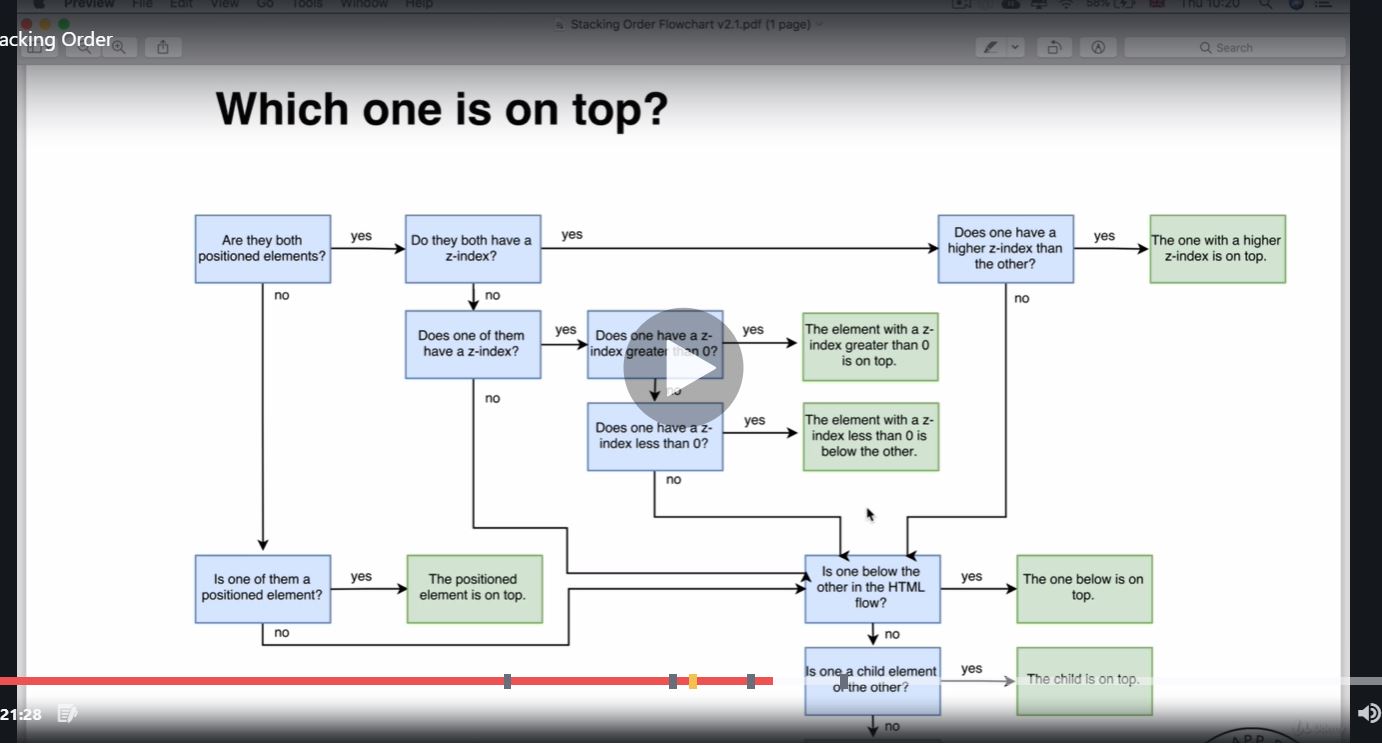 Preview File Edit View Go Tools Window Help
58%
Thu 10:20
Stacking Order Flowchart v2.1.pdf (1 page)
acking Order
Search
Which one is on top?
Are they both
positioned elements?
yes
Do they both have a
z-index?
yes
Does one have a
higher z-index than
the other?
yes
The one with a higher
z-index is on top.
no
no
no
Does one of them
have a z-index?
yes
Does one have a z-
index greater than 0?
yes
The element with a z-
index greater than 0
is on top.
no
no
Does one have a z-
index less than 0?
yes
The element with a z-
index less than 0 is
below the other.
no
Is one of them a
positioned element?
yes
The positioned
element is on top.
Is one below the
other in the HTML
flow?
yes
The one below is on
top.
no
no
Is one a child element
of the other?
yes
The child is on top.
no
21:28